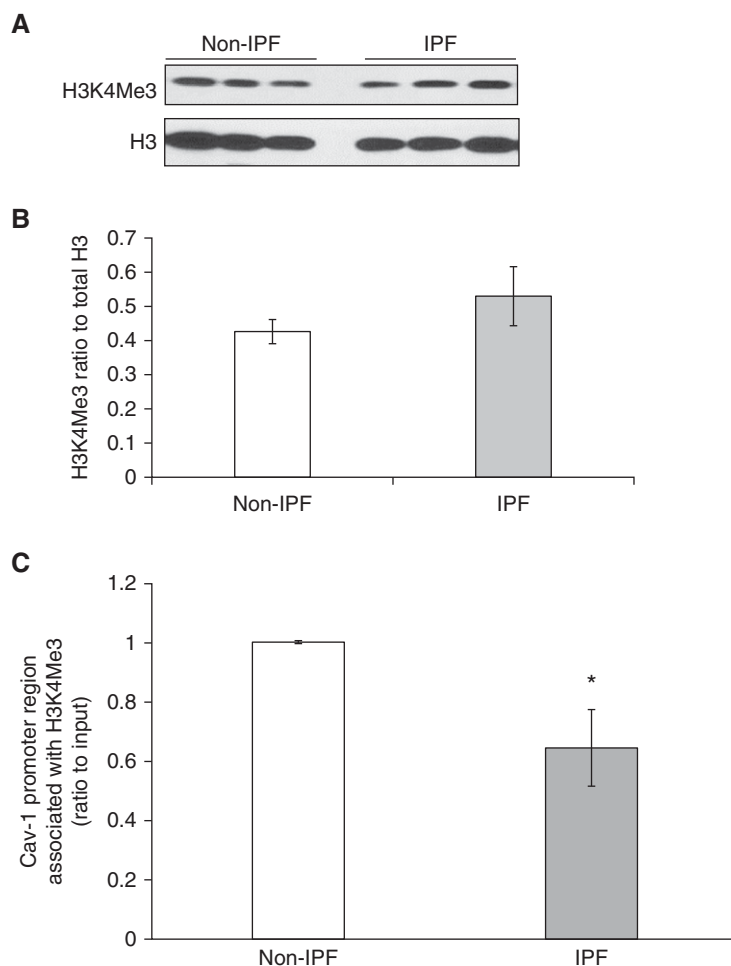 A
Non-IPF IPF
H3K4Me3
H3
B
H3K4Me3 ratio to total H3
0.7
0.6
0.5
0.4
0.3
0.2
0.1
0
Non-IPF IPF
C
Cav-1 promoter region
associated with H3K4Me3
(ratio to input)
1.2
1
0.8
0.6
0.4
0.2
0
*
Non-IPF IPF